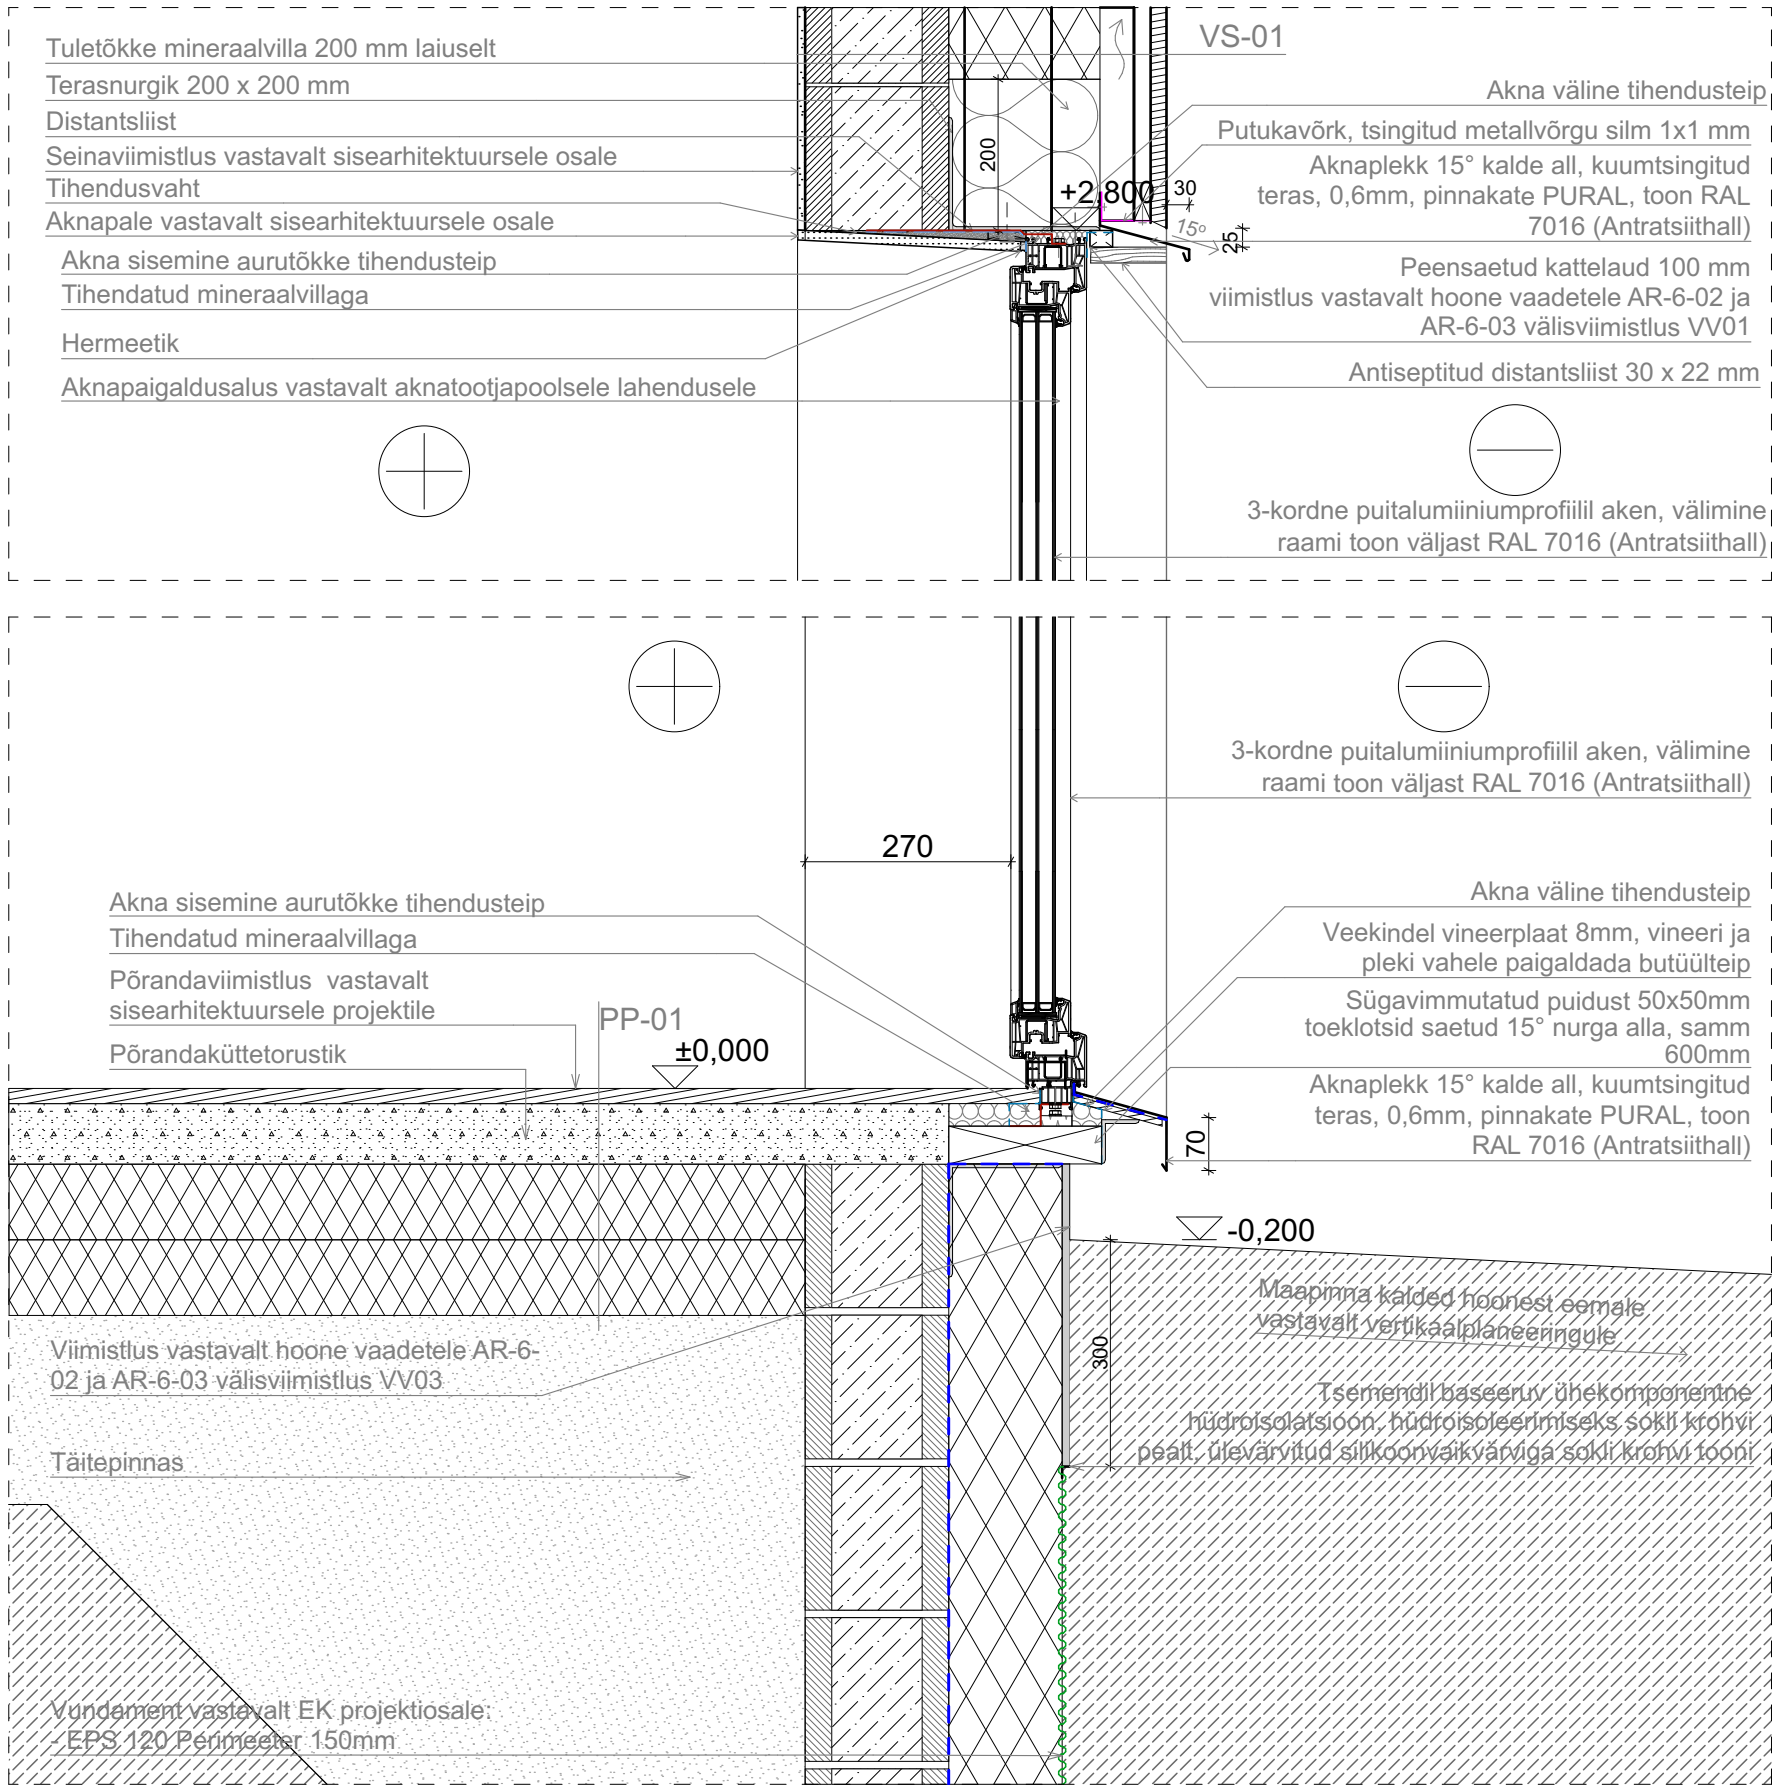 Tuletõkke mineraalvilla 200 mm laiuselt
Terasnurgik 200 x 200 mm
Distantsliist
Seinaviimistlus vastavalt sisearhitektuursele osale
Tihendusvaht
Aknapale vastavalt sisearhitektuursele osale
Akna sisemine aurutõkke tihendusteip
Tihendatud mineraalvillaga
Hermeetik
Aknapaigaldusalus vastavalt aknatootjapoolsele lahendusele
200
+2,800
30
15°
25
VS-01
Akna väline tihendusteip
Putukavõrk, tsingitud metallvõrgu silm 1x1 mm
Aknaplekk 15° kalde all, kuumtsingitud
teras, 0,6mm, pinnakate PURAL, toon RAL
7016 (Antratsiithall)
Peensaetud kattelaud 100 mm
viimistlus vastavalt hoone vaadetele AR-6-02 ja
AR-6-03 välisviimistlus VV01
Antiseptitud distantsliist 30 x 22 mm
3-kordne puitalumiiniumprofiilil aken, välimine
raami toon väljast RAL 7016 (Antratsiithall)
3-kordne puitalumiiniumprofiilil aken, välimine
raami toon väljast RAL 7016 (Antratsiithall)
270
Akna sisemine aurutõkke tihendusteip
Tihendatud mineraalvillaga
Põrandaviimistlus vastavalt
sisearhitektuursele projektile
Põrandaküttetorustik
PP-01
±0,000
Akna väline tihendusteip
Veekindel vineerplaat 8mm, vineeri ja
pleki vahele paigaldada butüülteip
Sügavimmutatud puidust 50x50mm
toeklotsid saetud 15° nurga alla, samm
600mm
Aknaplekk 15° kalde all, kuumtsingitud
teras, 0,6mm, pinnakate PURAL, toon
RAL 7016 (Antratsiithall)
70
-0,200
300
Maapinna kalded hoonest eemale
vastavalt vertikaalplaneeringule
Viimistlus vastavalt hoone vaadetele AR-6-
02 ja AR-6-03 välisviimistlus VV03
Tsemendil baseeruv ühekomponentne
hüdroisolatsioon, hüdroisoleerimiseks sokli krohvi
pealt, ülevärvitud silikoonvaikvärviga sokli krohvi tooni
Täitepinnas
Vundament vastavalt EK projektiosale:
- EPS 120 Perimeeter 150mm